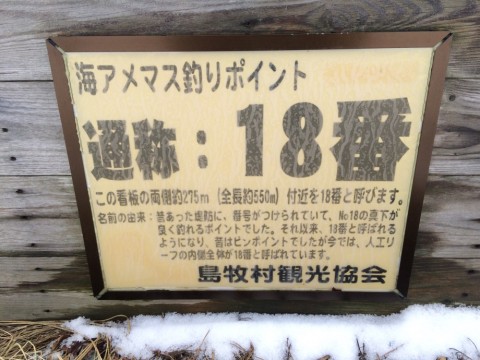 海アメマス釣りポイント
通称：18番
この看板の両側約275m（全長約550m）付近を18番と呼びます。
名前の由来：昔あった堤防に、番号がつけられていて、No18の真下が
良く釣れるポイントでした。それ以来、18番と呼ばれる
ようになり、昔はピンポイントでしたが今では、人工リ
ーフの内側全体が18番と呼ばれています。
島牧村観光協会